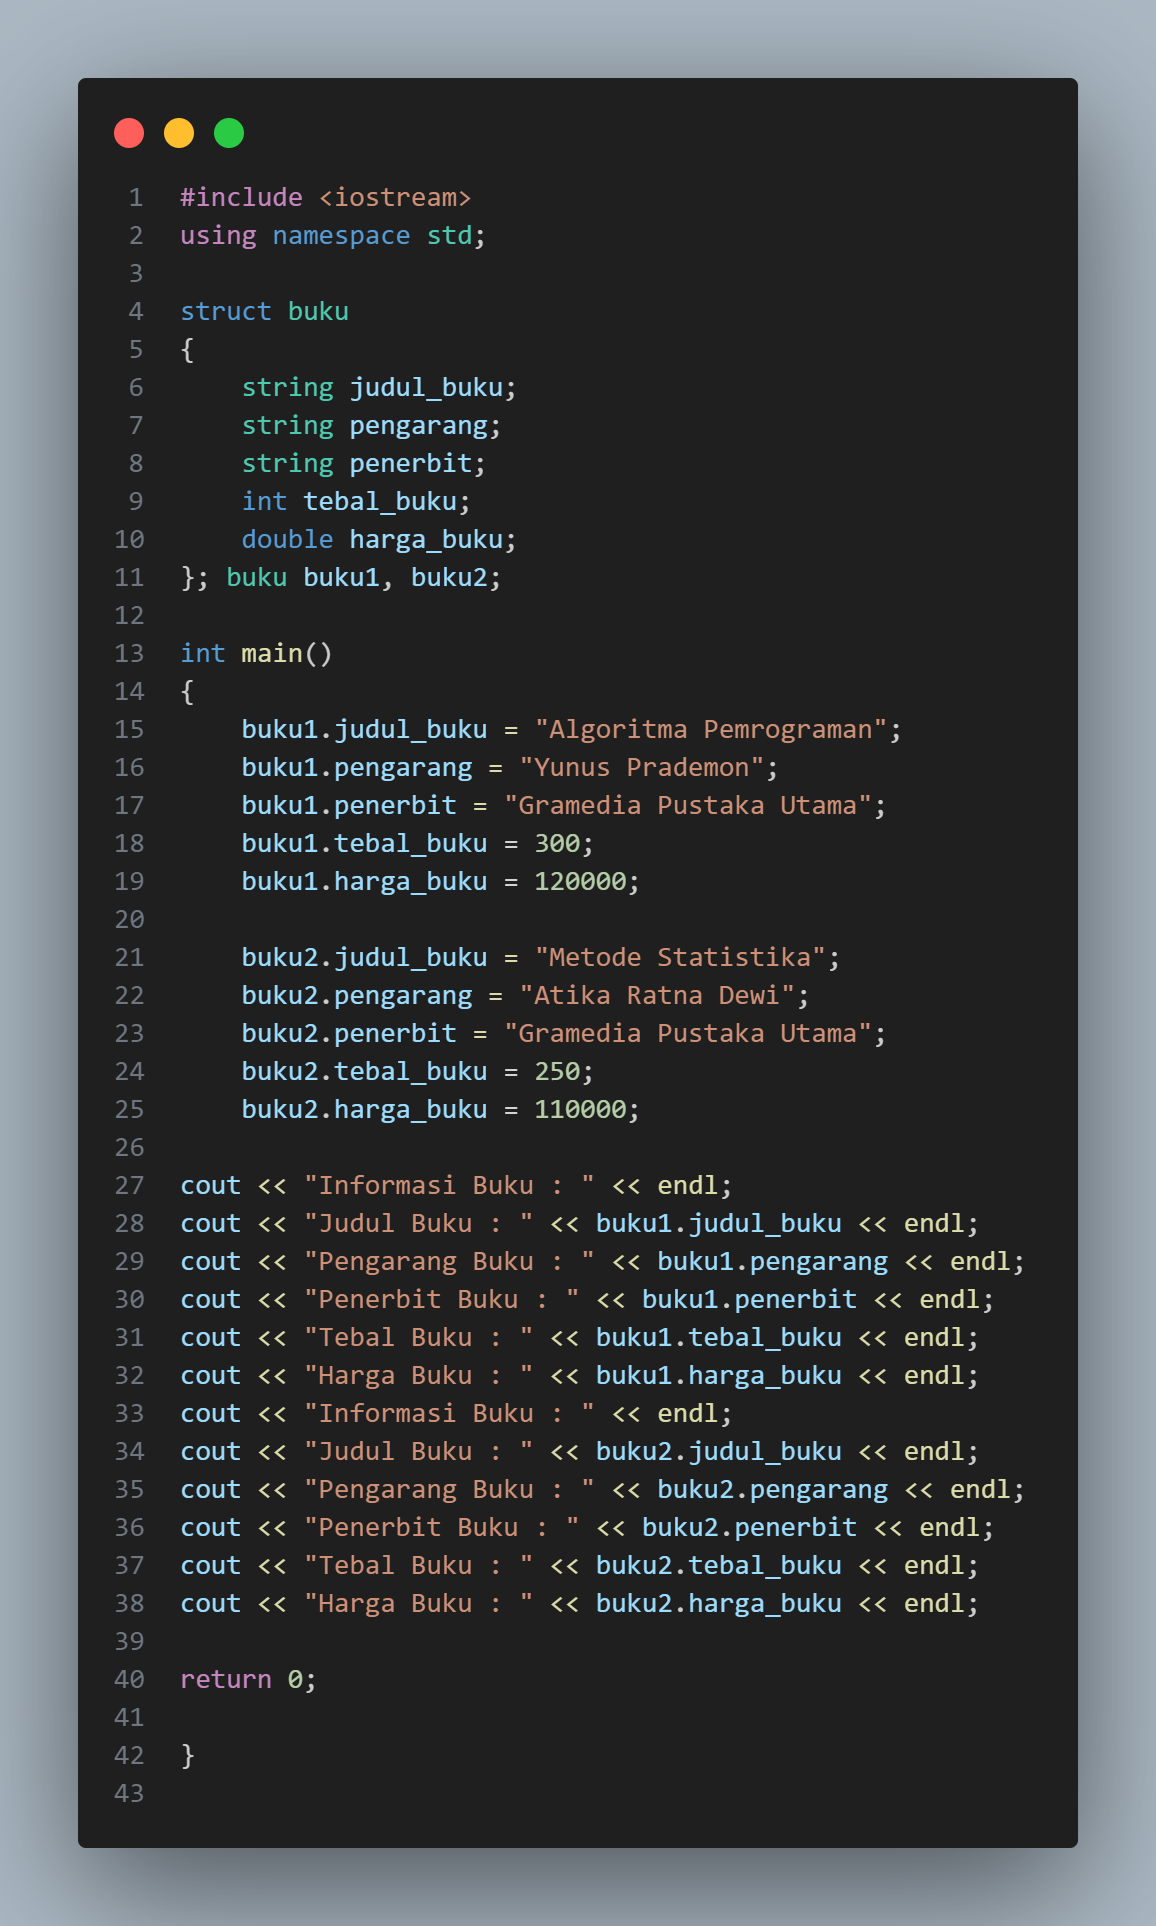 1 #include <iostream>
2 using namespace std;
3
4 struct buku
5 {
6     string judul_buku;
7     string pengarang;
8     string penerbit;
9     int tebal_buku;
10     double harga_buku;
11 }; buku buku1, buku2;
12
13 int main()
14 {
15     buku1.judul_buku = "Algoritma Pemrograman";
16     buku1.pengarang = "Yunus Prademon";
17     buku1.penerbit = "Gramedia Pustaka Utama";
18     buku1.tebal_buku = 300;
19     buku1.harga_buku = 120000;
20
21     buku2.judul_buku = "Metode Statistika";
22     buku2.pengarang = "Atika Ratna Dewi";
23     buku2.penerbit = "Gramedia Pustaka Utama";
24     buku2.tebal_buku = 250;
25     buku2.harga_buku = 110000;
26
27 cout << "Informasi Buku : " << endl;
28 cout << "Judul Buku : " << buku1.judul_buku << endl;
29 cout << "Pengarang Buku : " << buku1.pengarang << endl;
30 cout << "Penerbit Buku : " << buku1.penerbit << endl;
31 cout << "Tebal Buku : " << buku1.tebal_buku << endl;
32 cout << "Harga Buku : " << buku1.harga_buku << endl;
33 cout << "Informasi Buku : " << endl;
34 cout << "Judul Buku : " << buku2.judul_buku << endl;
35 cout << "Pengarang Buku : " << buku2.pengarang << endl;
36 cout << "Penerbit Buku : " << buku2.penerbit << endl;
37 cout << "Tebal Buku : " << buku2.tebal_buku << endl;
38 cout << "Harga Buku : " << buku2.harga_buku << endl;
39
40 return 0;
41
42 }
43